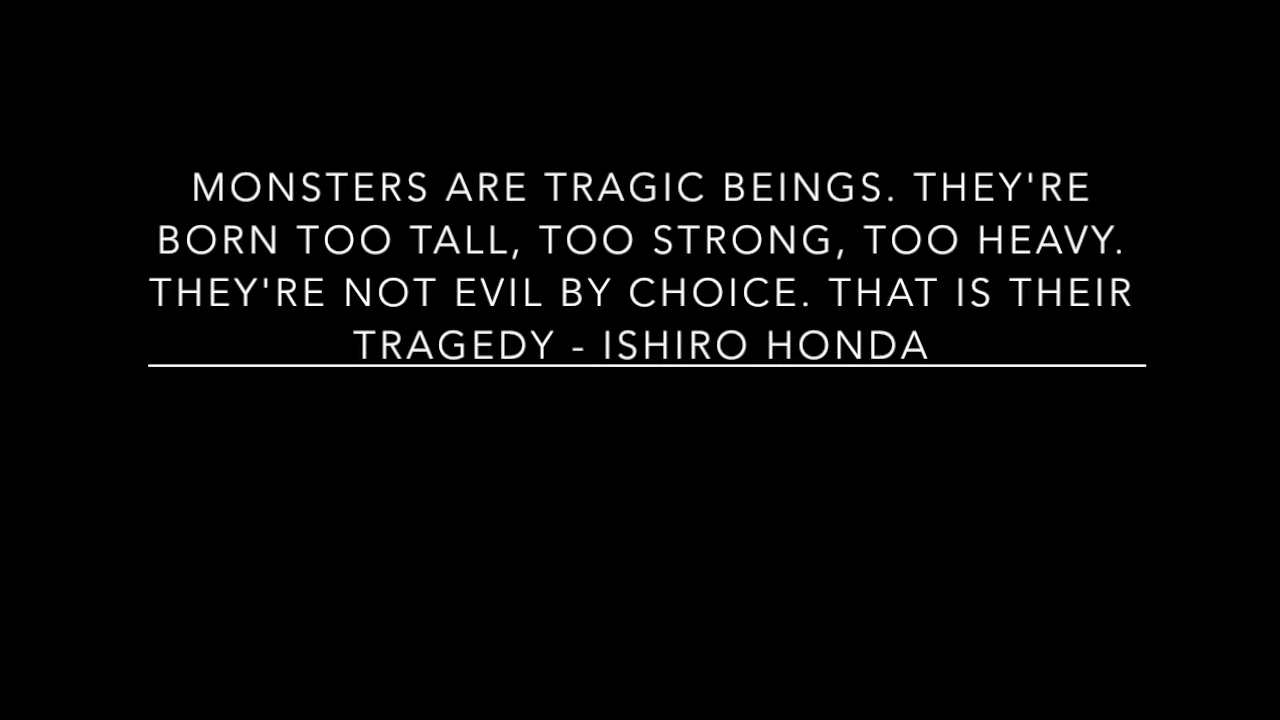 MONSTERS ARE TRAGIC BEINGS. THEY'RE
BORN TOO TALL, TOO STRONG, TOO HEAVY.
THEY'RE NOT EVIL BY CHOICE. THAT IS THEIR
TRAGEDY - ISHIRO HONDA